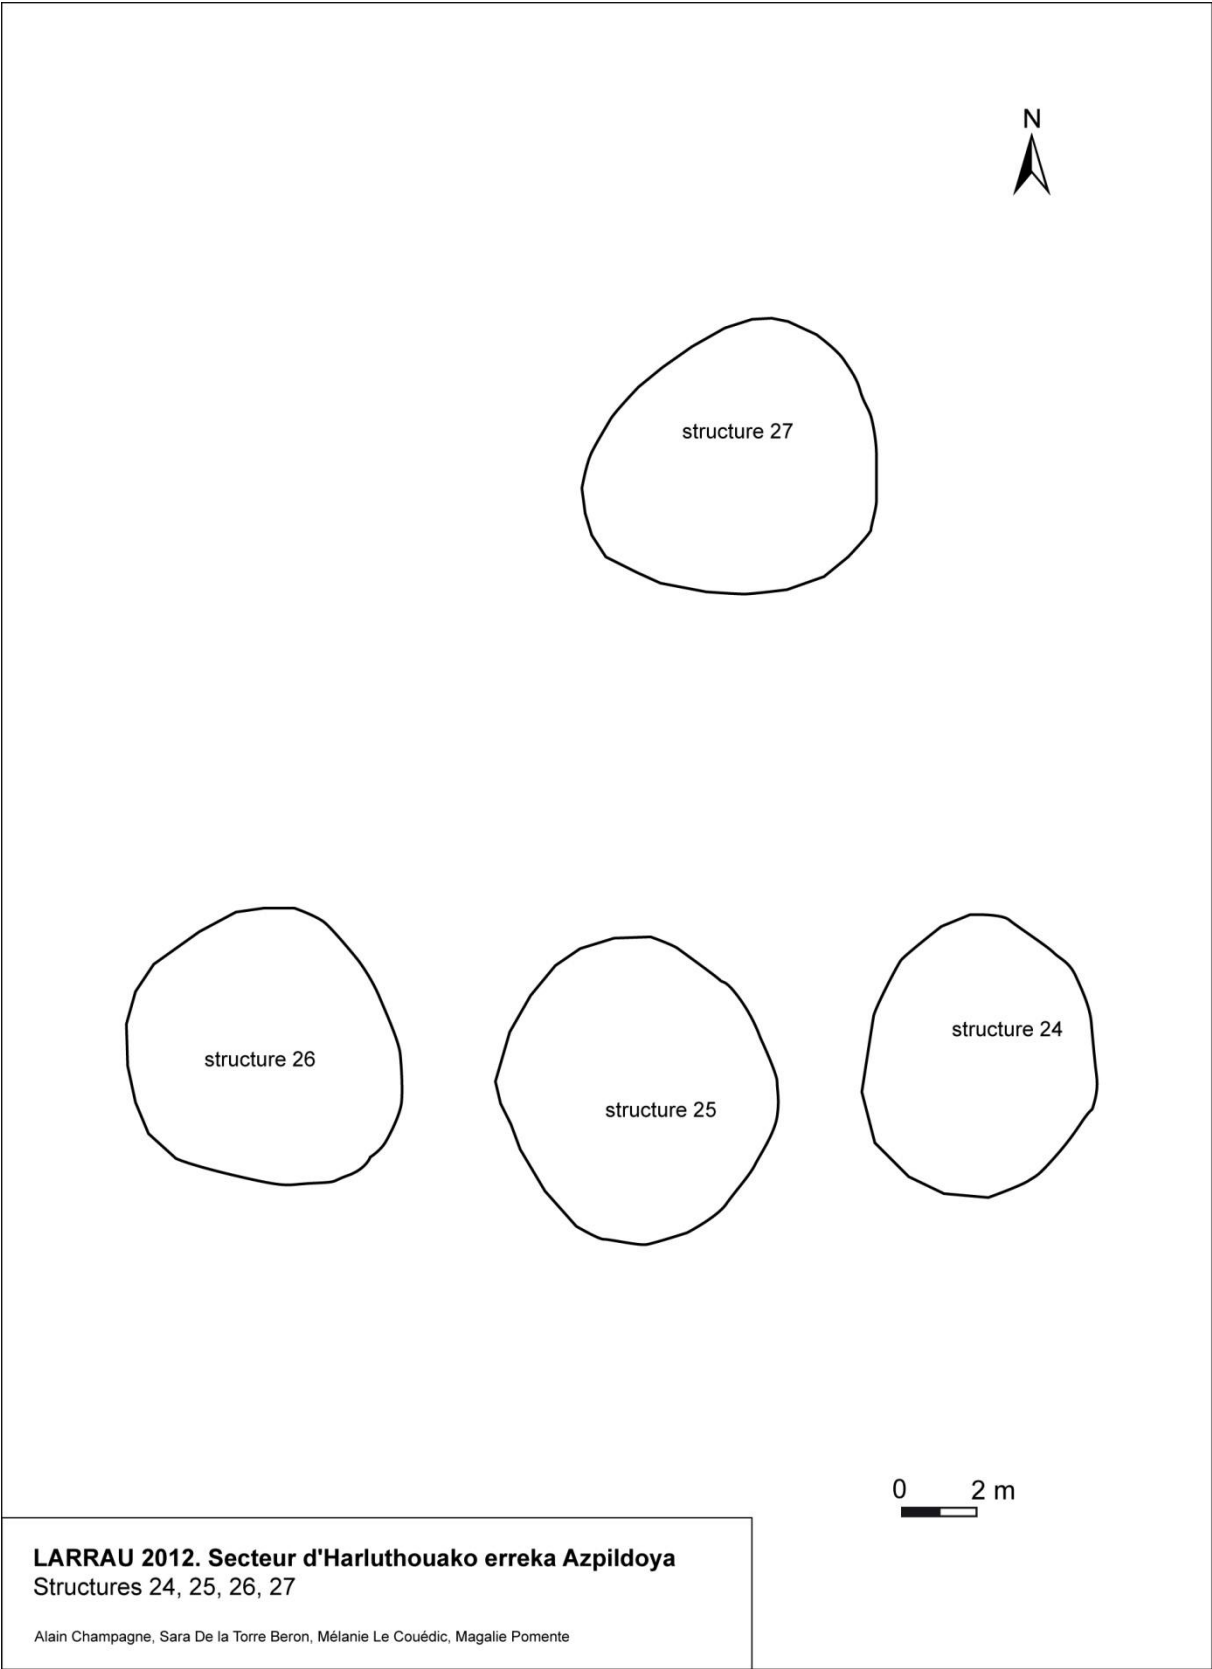 N
structure 27
structure 24
structure 26
structure 25
0 2 m
LARRAU 2012. Secteur d'Harluthouako erreka Azpildoya
Structures 24, 25, 26, 27
Alain Champagne, Sara De la Torre Beron, Mélanie Le Couédic, Magalie Pomente